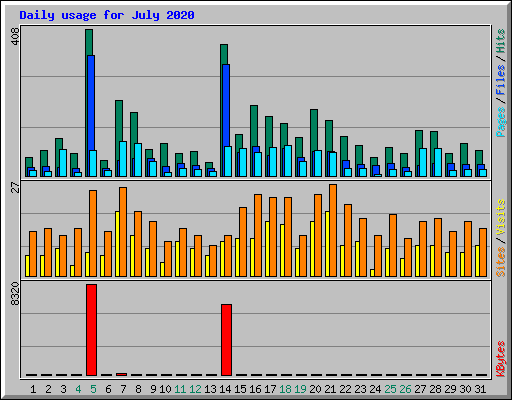 Daily usage for July 2020
408
Pages / Files / Hits
27
Sites / Visits
8320
KBytes
1 2 3 4 5 6 7 8 9 10 11 12 13 14 15 16 17 18 19 20 21 22 23 24 25 26 27 28 29 30 31